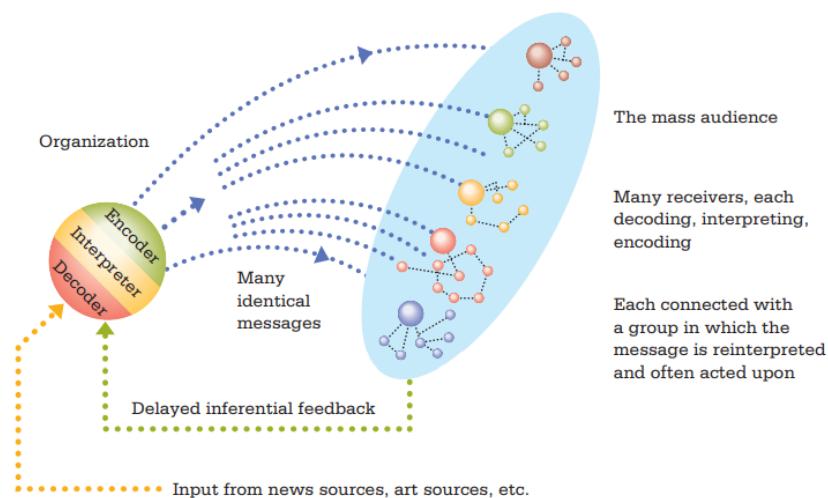 Organization
Encoder
Interpreter
Decoder
Many
identical
messages
The mass audience
Many receivers, each
decoding, interpreting,
encoding
Each connected with
a group in which the
message is reinterpreted
and often acted upon
Delayed inferential feedback
Input from news sources, art sources, etc.